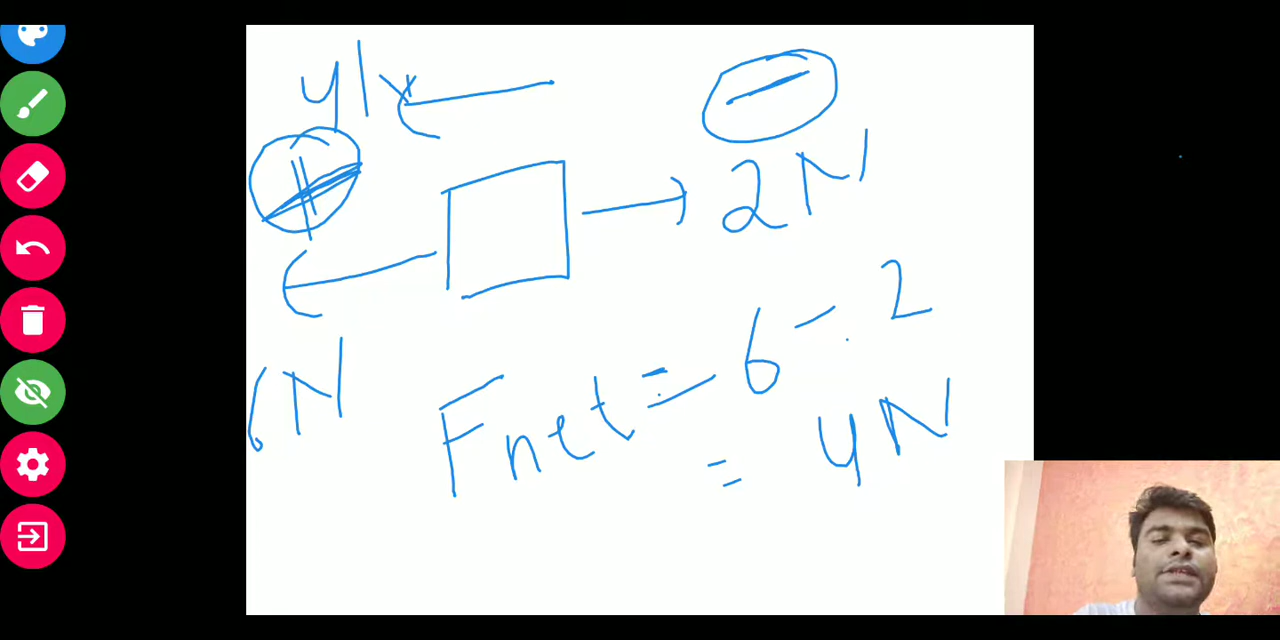 4N
2N
6N
Fnet = 6 - 2
= 4N